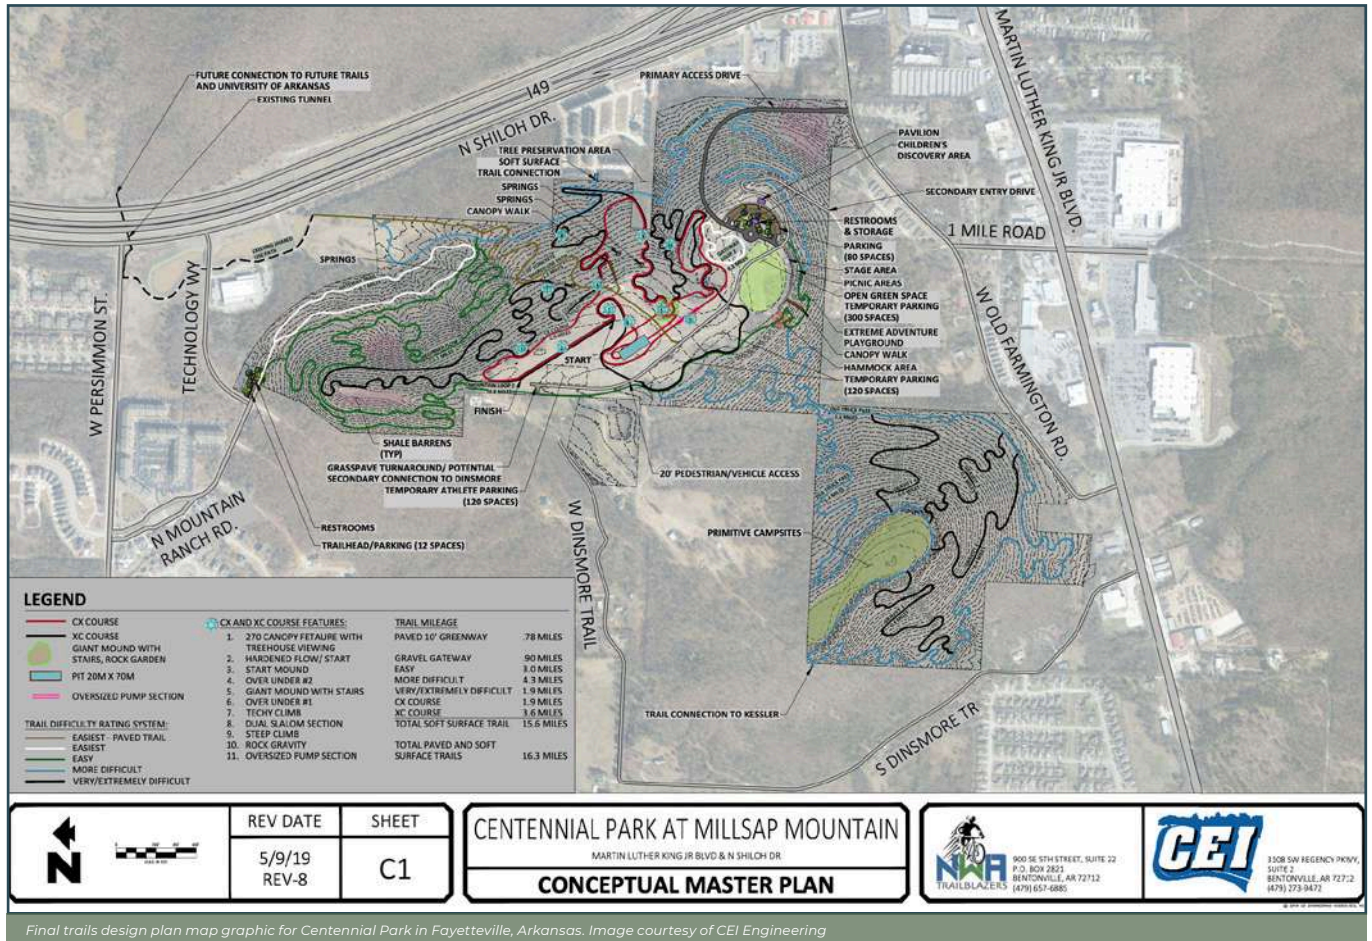 FUTURE CONNECTION TO FUTURE TRAILS
AND UNIVERSITY OF ARKANSAS
EXISTING TUNNEL
I49
N SHILOH DR.
PRIMARY ACCESS DRIVE
MARTIN LUTHER KING JR BLVD.
TREE PRESERVATION AREA
SOFT SURFACE
TRAIL CONNECTION
SPRINGS
SPRINGS
CANOPY WALK
SPRINGS
PAVILION
CHILDREN'S
DISCOVERY AREA
SECONDARY ENTRY DRIVE
RESTROOMS
& STORAGE
PARKING
(80 SPACES)
STAGE AREA
PICNIC AREAS
OPEN GREEN SPACE
TEMPORARY PARKING
(300 SPACES)
EXTREME ADVENTURE
PLAYGROUND
CANOPY WALK
HAMMOCK AREA
TEMPORARY PARKING
(120 SPACES)
1 MILE ROAD
W OLD FARMINGTON RD.
W PERSIMMON ST.
TECHNOLOGY WY
START
FINISH
SHALE BARRENS
(TYP)
GRASSPAVE TURNAROUND/ POTENTIAL
SECONDARY CONNECTION TO DINSMORE
TEMPORARY ATHLETE PARKING
(120 SPACES)
20' PEDESTRIAN/VEHICLE ACCESS
N MOUNTAIN
RANCH RD.
RESTROOMS
TRAILHEAD/PARKING (12 SPACES)
W DINSMORE TRAIL
PRIMITIVE CAMPSITES
TRAIL CONNECTION TO KESSLER
S DINSMORE TR
LEGEND
CX COURSE
XC COURSE
GIANT MOUND WITH
STAIRS, ROCK GARDEN
PIT 20M X 70M
OVERSIZED PUMP SECTION
TRAIL DIFFICULTY RATING SYSTEM:
EASIEST - PAVED TRAIL
EASIEST
EASY
MORE DIFFICULT
VERY/EXTREMELY DIFFICULT
CX AND XC COURSE FEATURES:
1. 270 CANOPY FETAURE WITH
TREEHOUSE VIEWING
2. HARDENED FLOW/ START
3. START MOUND
4. OVER UNDER #2
5. GIANT MOUND WITH STAIRS
6. OVER UNDER #1
7. TECHY CLIMB
8. DUAL SLALOM SECTION
9. STEEP CLIMB
10. ROCK GRAVITY
11. OVERSIZED PUMP SECTION
TRAIL MILEAGE
PAVED 10' GREENWAY .78 MILES
GRAVEL GATEWAY .90 MILES
EASY 3.0 MILES
MORE DIFFICULT 4.3 MILES
VERY/EXTREMELY DIFFICULT 1.9 MILES
CX COURSE 1.9 MILES
XC COURSE 3.6 MILES
TOTAL SOFT SURFACE TRAIL 15.6 MILES
TOTAL PAVED AND SOFT
SURFACE TRAILS 16.3 MILES
N
REV DATE
5/9/19
REV-8
SHEET
C1
CENTENNIAL PARK AT MILLSAP MOUNTAIN
MARTIN LUTHER KING JR BLVD & N SHILOH DR
CONCEPTUAL MASTER PLAN
NWA
TRAILBLAZERS
900 SE 5TH STREET, SUITE 22
P.O. BOX 2821
BENTONVILLE, AR 72712
(479) 657-6885
CEI
3108 SW REGENCY PKWY,
SUITE 2
BENTONVILLE, AR 72712
(479) 273-9472
Final trails design plan map graphic for Centennial Park in Fayetteville, Arkansas. Image courtesy of CEI Engineering